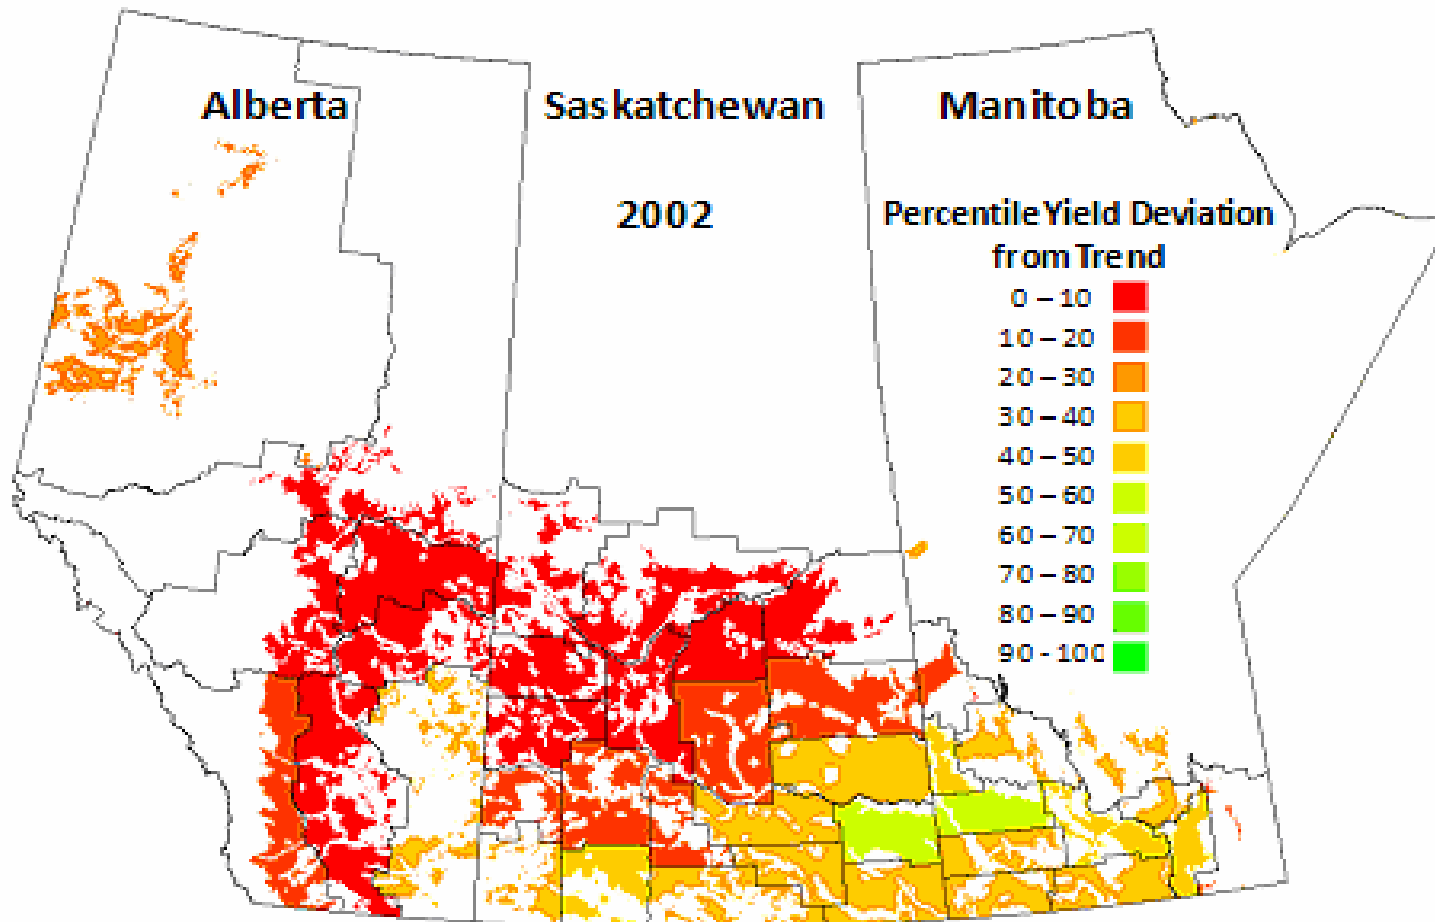 Alberta
Saskatchewan
Manitoba
2002
Percentile Yield Deviation
from Trend
0 – 10
10 – 20
20 – 30
30 – 40
40 – 50
50 – 60
60 – 70
70 – 80
80 – 90
90 - 100